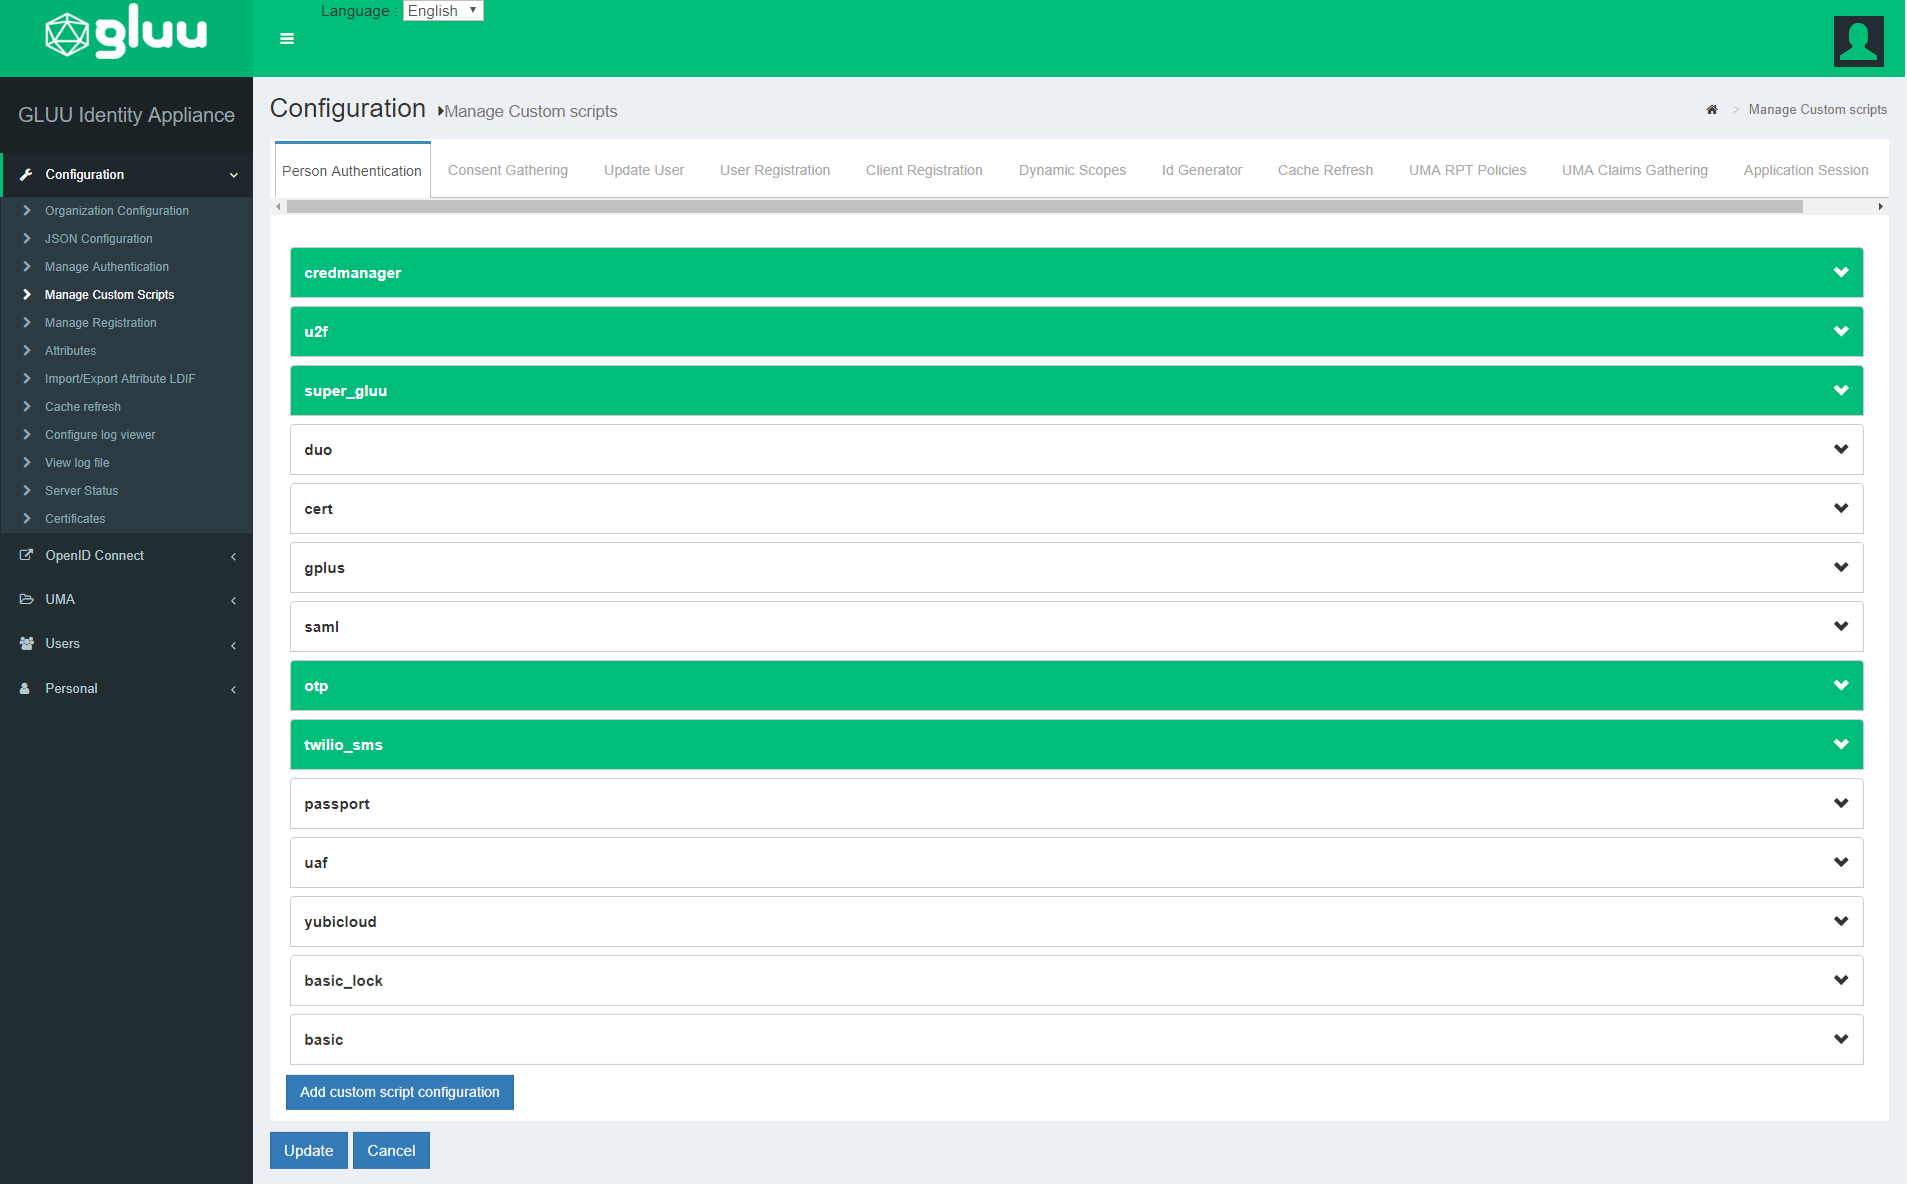 gluu
Language : English
GLUU Identity Appliance
Configuration
Organization Configuration
JSON Configuration
Manage Authentication
Manage Custom Scripts
Manage Registration
Attributes
Import/Export Attribute LDIF
Cache refresh
Configure log viewer
View log file
Server Status
Certificates
OpenID Connect
UMA
Users
Personal
Configuration Manage Custom scripts
> Manage Custom scripts
Person Authentication Consent Gathering Update User User Registration Client Registration Dynamic Scopes Id Generator Cache Refresh UMA RPT Policies UMA Claims Gathering Application Session
credmanager
u2f
super_gluu
duo
cert
gplus
saml
otp
twilio_sms
passport
uaf
yubicloud
basic_lock
basic
Add custom script configuration
Update Cancel